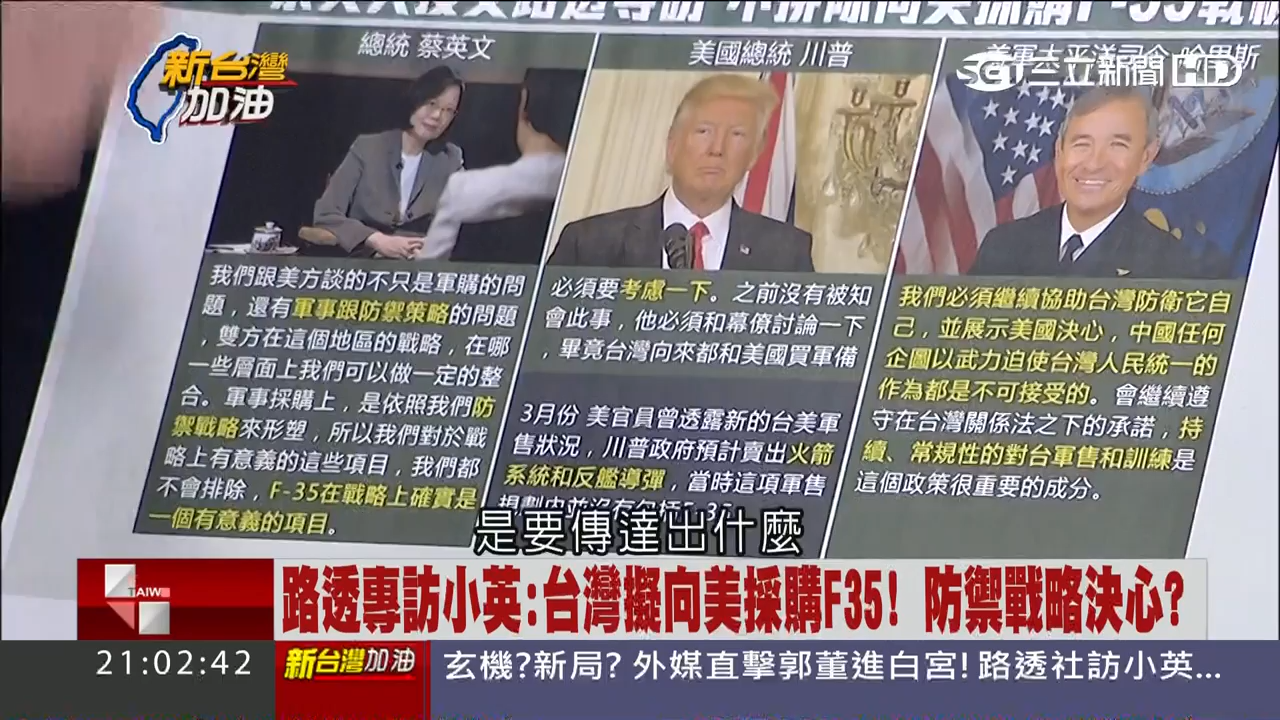 新台灣
加油
SET三立新聞HD
總統 蔡英文
美國總統 川普
我們跟美方談的不只是軍購的問
題，還有軍事跟防禦策略的問題
，雙方在這個地區的戰略，在哪
一些層面上我們可以做一定的整
合。軍事採購上，是依照我們防
禦戰略來形塑，所以我們對於戰
略上有意義的這些項目，我們都
不會排除，F-35在戰略上確實是
一個有意義的項目。
必須要考慮一下。之前沒有被知
會此事，他必須和幕僚討論一下
，畢竟台灣向來都和美國買軍備
3月份 美官員曾透露新的台美軍
售狀況，川普政府預計賣出火箭
系統和反艦導彈，當時這項軍售
規劃內並沒有包括F-35
我們必須繼續協助台灣防衛它自
己，並展示美國決心，中國任何
企圖以武力迫使台灣人民統一的
作為都是不可接受的。會繼續遵
守在台灣關係法之下的承諾，持
續、常規性的對台軍售和訓練是
這個政策很重要的成分。
是要傳達出什麼
TAIW
路透專訪小英:台灣擬向美採購F35! 防禦戰略決心?
21:02:42
新台灣加油
玄機?新局? 外媒直擊郭董進白宮! 路透社訪小英...